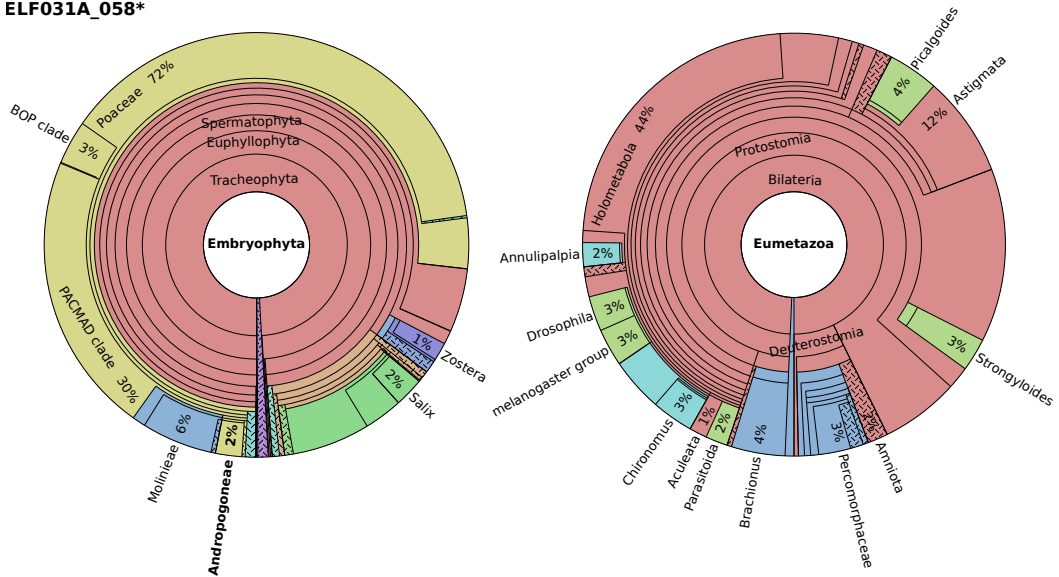 ELF031A_058*
Poaceae 72%
BOP clade
3%
Spermatophyta
Euphyllophyta
Tracheophyta
Embryophyta
PACMAD clade 30%
6%
Molinieae
2%
Andropogoneae
2%
Salix
1%
Zostera
Holometabola 44%
Protostomia
Bilateria
Eumetazoa
Deuterostomia
4%
Picalgoides
12%
Astigmata
Annulipalpia
2%
Drosophila
3%
melanogaster group
3%
Chironomus
3%
Aculeata
1%
Parasitoida
2%
Brachionus
4%
Percomorphaceae
3%
Amniota
Strongyloides
3%